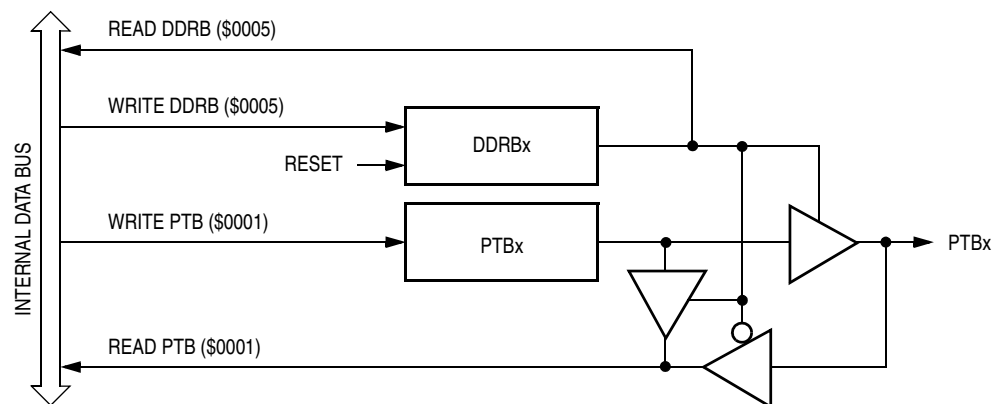 READ DDRB ($0005)
WRITE DDRB ($0005)
DDRBx
RESET
INTERNAL DATA BUS
WRITE PTB ($0001)
PTBx
PTBx
READ PTB ($0001)